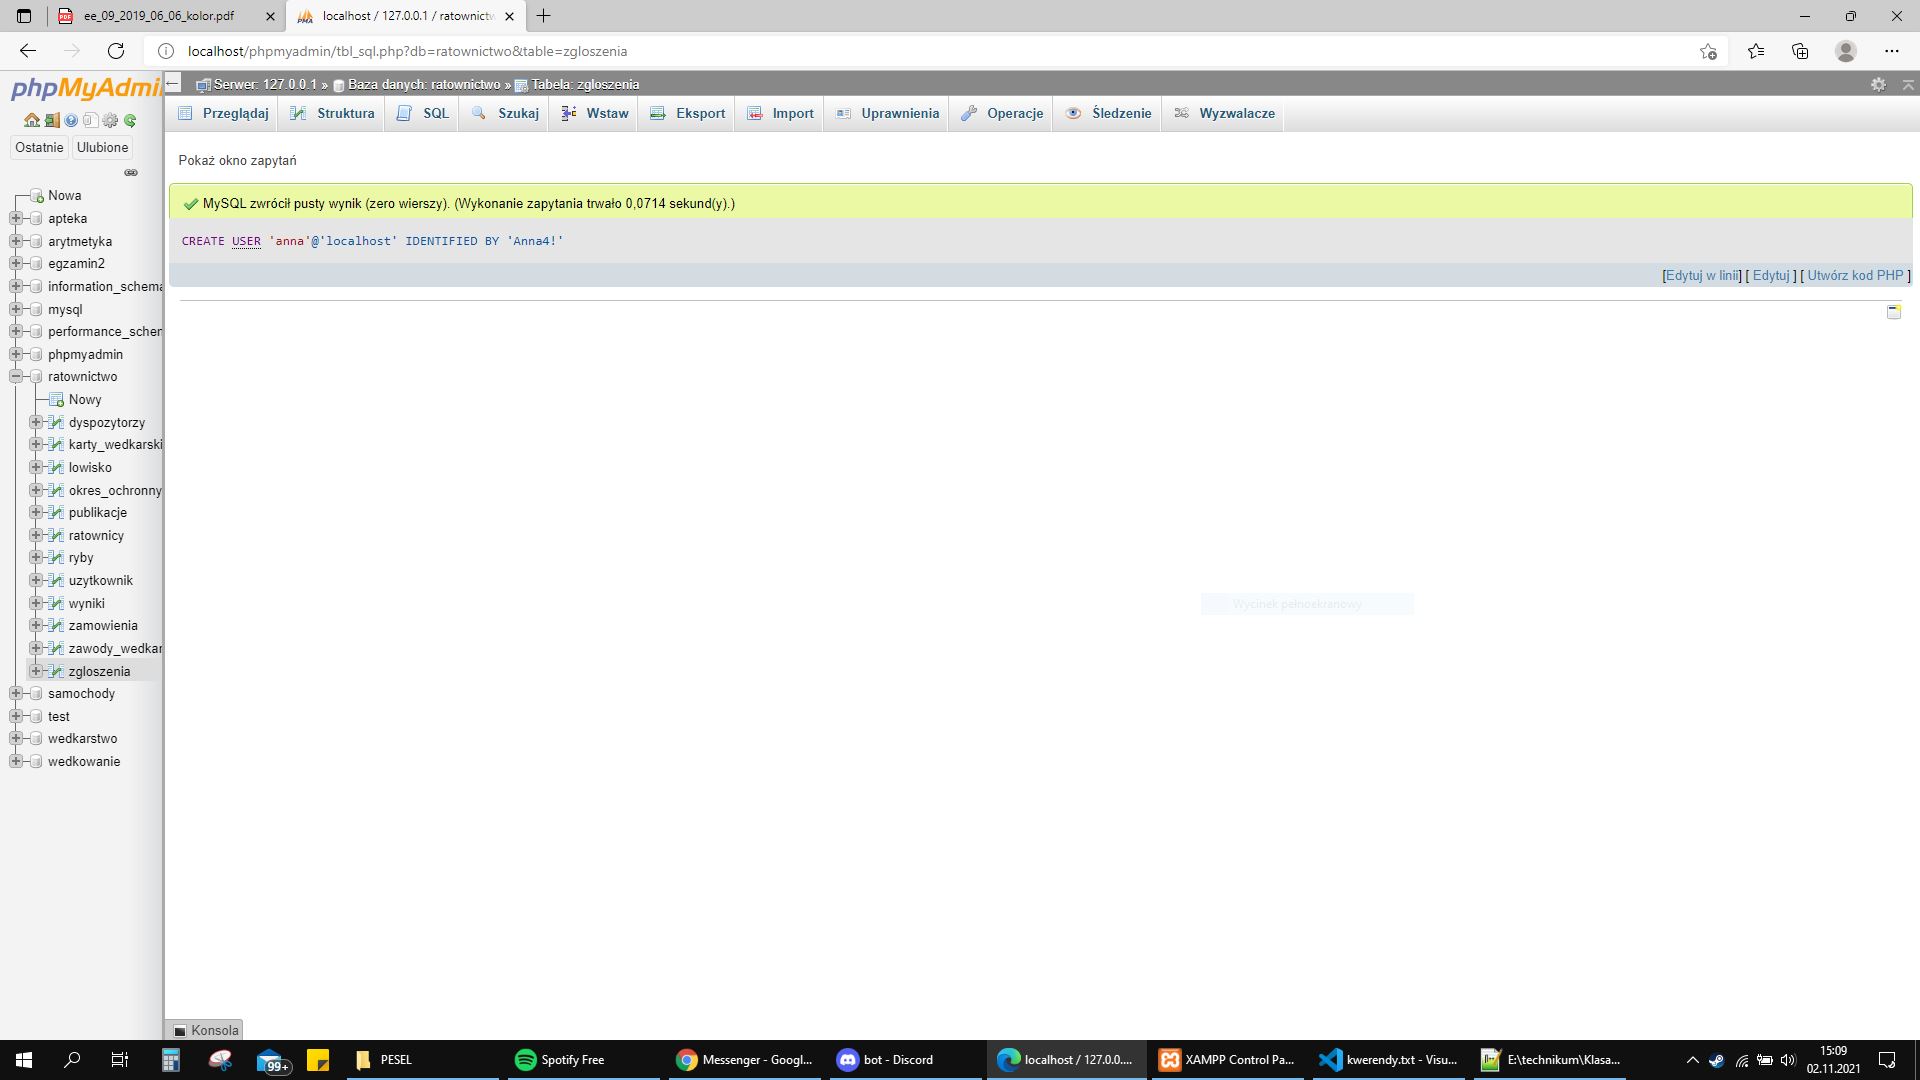 ee_09_2019_06_06_kolor.pdf
localhost / 127.0.0.1 / ratownictw
localhost/phpmyadmin/tbl_sql.php?db=ratownictwo&table=zgloszenia
phpMyAdmi
Serwer: 127.0.0.1 » Baza danych: ratownictwo » Tabela: zgloszenia
Przeglądaj Struktura SQL Szukaj Wstaw Eksport Import Uprawnienia Operacje Śledzenie Wyzwalacze
Ostatnie Ulubione
Pokaż okno zapytań
MySQL zwrócił pusty wynik (zero wierszy). (Wykonanie zapytania trwało 0,0714 sekund(y).)
CREATE USER 'anna'@'localhost' IDENTIFIED BY 'Anna4!'
[Edytuj w linii] [ Edytuj ] [ Utwórz kod PHP ]
Nowa
apteka
arytmetyka
egzamin2
information_schema
mysql
performance_schem
phpmyadmin
ratownictwo
Nowy
dyspozytorzy
karty_wedkarski
lowisko
okres_ochronny
publikacje
ratownicy
ryby
uzytkownik
wyniki
zamowienia
zawody_wedkar
zgloszenia
samochody
test
wedkarstwo
wedkowanie
Wycinek pełnoekranowy
Konsola
99+
PESEL
Spotify Free
Messenger - Googl...
bot - Discord
localhost / 127.0.0....
XAMPP Control Pa...
kwerendy.txt - Visu...
E:\technikum\Klasa...
15:09
02.11.2021